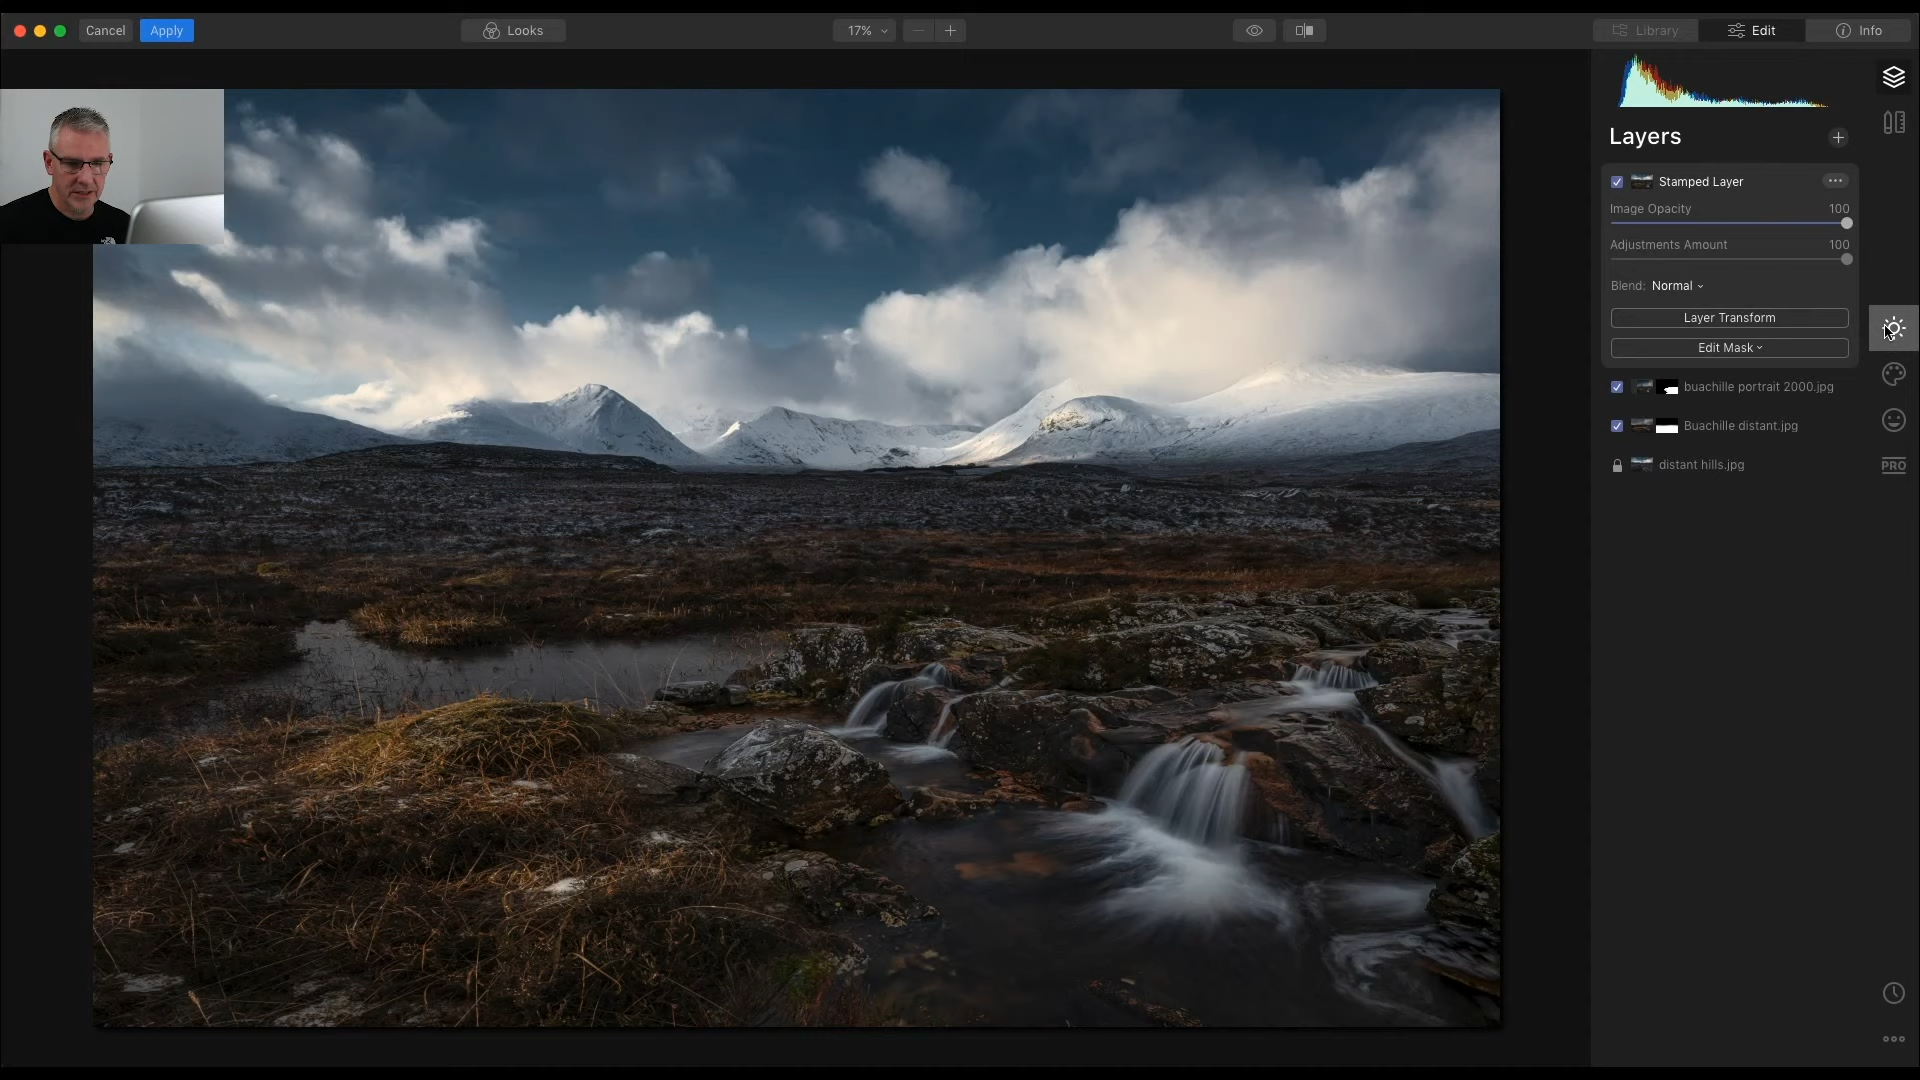 Cancel
Apply
Looks
17%
Library
Edit
Info
Layers
Stamped Layer
Image Opacity 100
Adjustments Amount 100
Blend: Normal
Layer Transform
Edit Mask
buachille portrait 2000.jpg
Buachille distant.jpg
distant hills.jpg
PRO